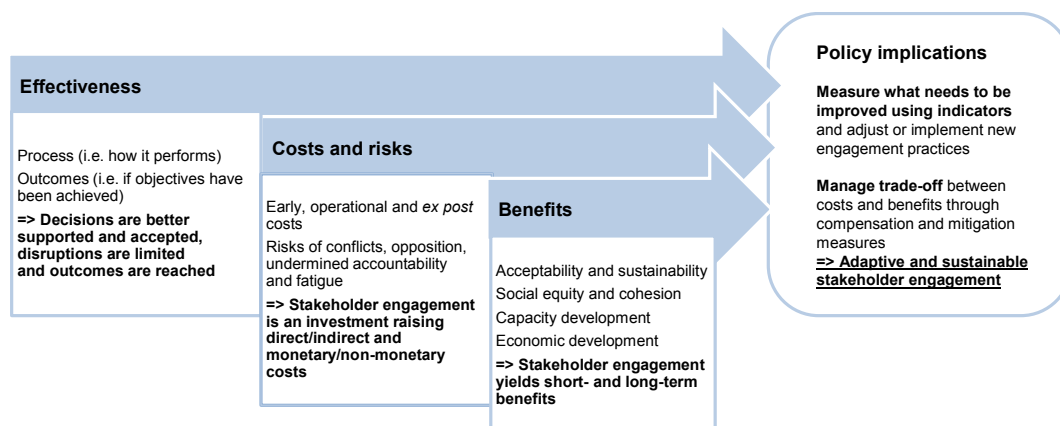 Effectiveness
Process (i.e. how it performs)
Outcomes (i.e. if objectives have
been achieved)
=> Decisions are better
supported and accepted,
disruptions are limited
and outcomes are reached
Costs and risks
Early, operational and ex post
costs
Risks of conflicts, opposition,
undermined accountability
and fatigue
=> Stakeholder engagement
is an investment raising
direct/indirect and
monetary/non-monetary
costs
Benefits
Acceptability and sustainability
Social equity and cohesion
Capacity development
Economic development
=> Stakeholder engagement
yields short- and long-term
benefits
Policy implications
Measure what needs to be
improved using indicators
and adjust or implement new
engagement practices
Manage trade-off between
costs and benefits through
compensation and mitigation
measures
=> Adaptive and sustainable
stakeholder engagement